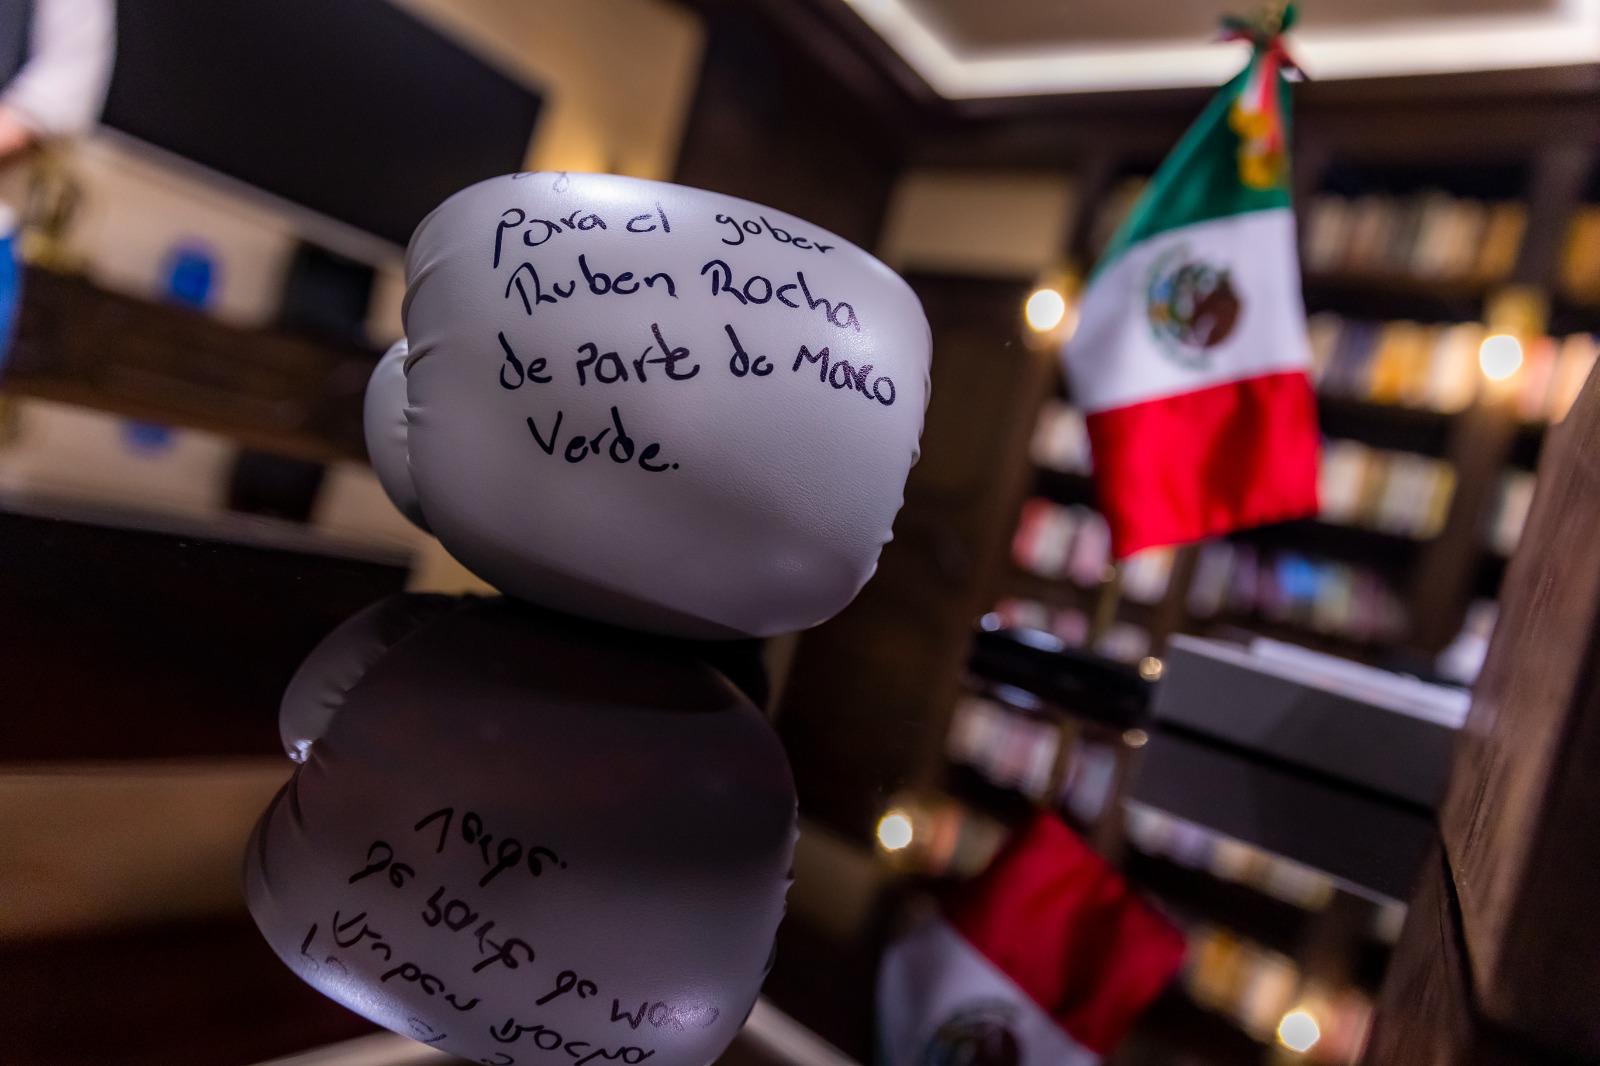 para el gober
Ruben Rocha
de parte de Marco
Verde.